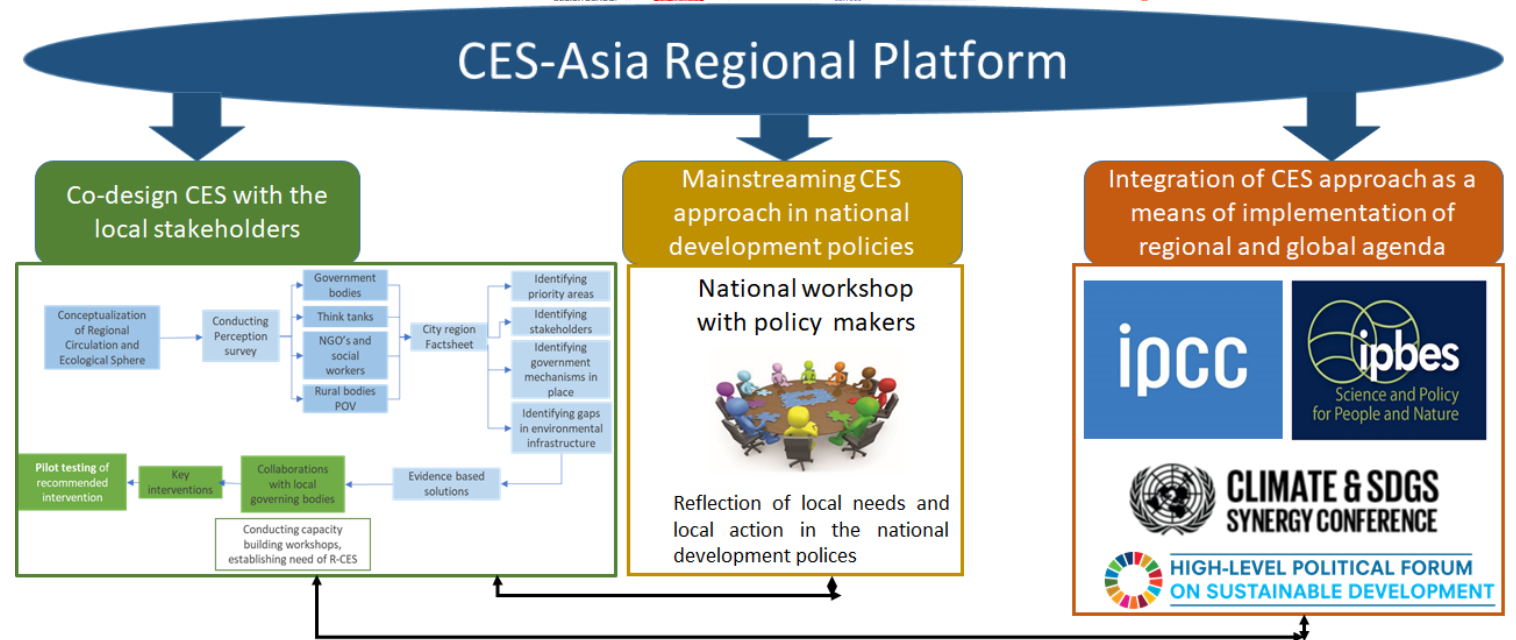 CES-Asia Regional Platform
Co-design CES with the
local stakeholders
Conceptualization
of Regional
Circulation and
Ecological Sphere
Conducting
Perception
survey
Government
bodies
Think tanks
NGO's and
social
workers
Rural bodies
POV
City region
Factsheet
Identifying
priority areas
Identifying
stakeholders
Identifying
government
mechanisms in
place
Identifying gaps
in environmental
infrastructure
Evidence based
solutions
Collaborations
with local
governing bodies
Key
interventions
Pilot testing of
recommended
intervention
Conducting capacity
building workshops,
establishing need of R-CES
Mainstreaming CES
approach in national
development policies
National workshop
with policy makers
Reflection of local needs and
local action in the national
development polices
Integration of CES approach as a
means of implementation of
regional and global agenda
ipcc
ipbes
Science and Policy
for People and Nature
CLIMATE & SDGS
SYNERGY CONFERENCE
HIGH-LEVEL POLITICAL FORUM
ON SUSTAINABLE DEVELOPMENT